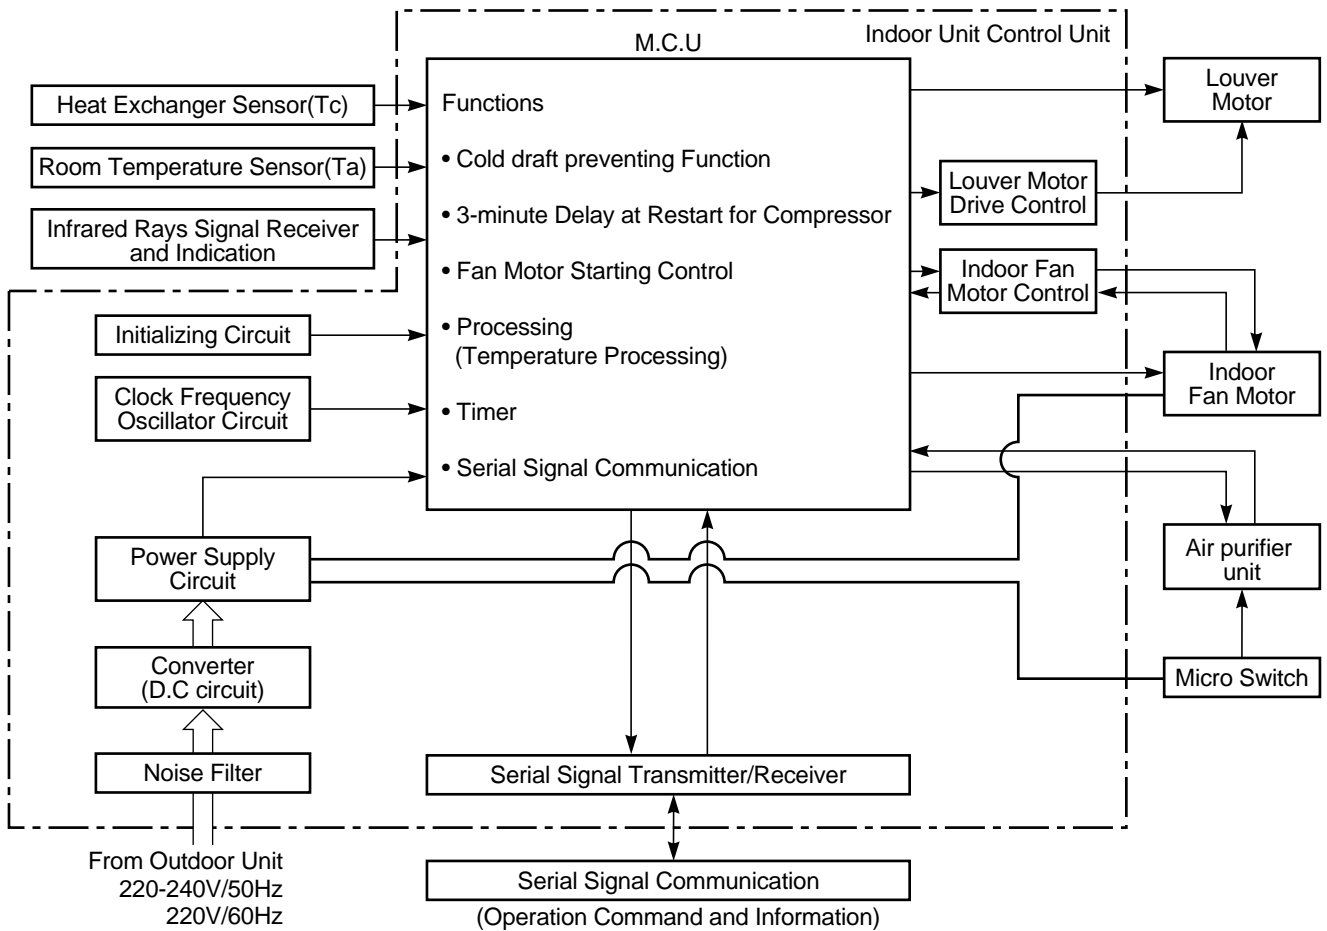 M.C.U
Indoor Unit Control Unit
Heat Exchanger Sensor(Tc)
Room Temperature Sensor(Ta)
Infrared Rays Signal Receiver
and Indication
Initializing Circuit
Clock Frequency
Oscillator Circuit
Power Supply
Circuit
Converter
(D.C circuit)
Noise Filter
From Outdoor Unit
220-240V/50Hz
220V/60Hz
Functions
• Cold draft preventing Function
• 3-minute Delay at Restart for Compressor
• Fan Motor Starting Control
• Processing
(Temperature Processing)
• Timer
• Serial Signal Communication
Louver
Motor
Louver Motor
Drive Control
Indoor Fan
Motor Control
Indoor
Fan Motor
Air purifier
unit
Micro Switch
Serial Signal Transmitter/Receiver
Serial Signal Communication
(Operation Command and Information)